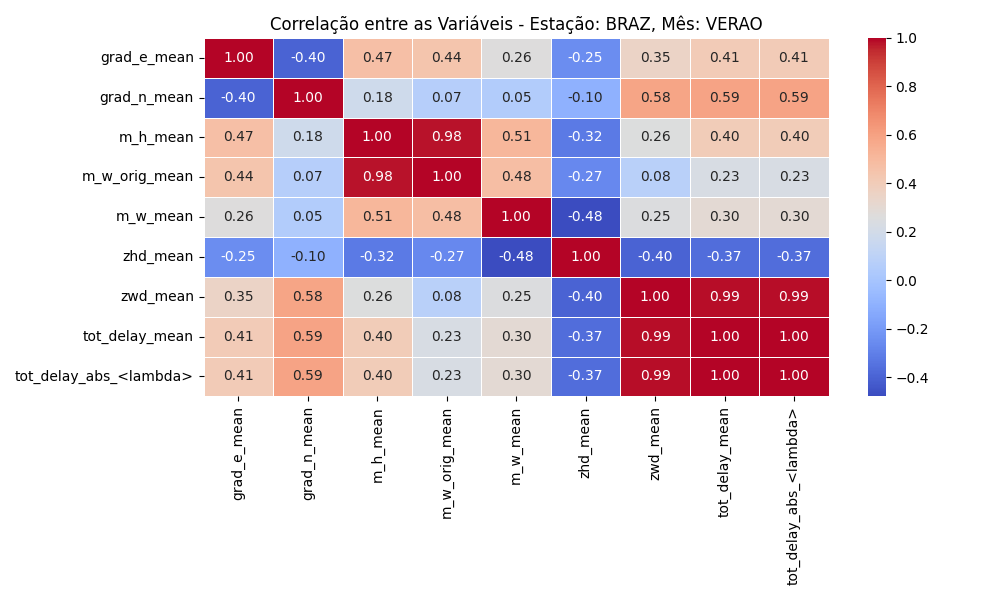 Correlação entre as Variáveis - Estação: BRAZ, Mês: VERAO
grad_e_mean 1.00 -0.40 0.47 0.44 0.26 -0.25 0.35 0.41 0.41
grad_n_mean -0.40 1.00 0.18 0.07 0.05 -0.10 0.58 0.59 0.59
m_h_mean 0.47 0.18 1.00 0.98 0.51 -0.32 0.26 0.40 0.40
m_w_orig_mean 0.44 0.07 0.98 1.00 0.48 -0.27 0.08 0.23 0.23
m_w_mean 0.26 0.05 0.51 0.48 1.00 -0.48 0.25 0.30 0.30
zhd_mean -0.25 -0.10 -0.32 -0.27 -0.48 1.00 -0.40 -0.37 -0.37
zwd_mean 0.35 0.58 0.26 0.08 0.25 -0.40 1.00 0.99 0.99
tot_delay_mean 0.41 0.59 0.40 0.23 0.30 -0.37 0.99 1.00 1.00
tot_delay_abs_<lambda> 0.41 0.59 0.40 0.23 0.30 -0.37 0.99 1.00 1.00
grad_e_mean
grad_n_mean
m_h_mean
m_w_orig_mean
m_w_mean
zhd_mean
zwd_mean
tot_delay_mean
tot_delay_abs_<lambda>
1.0
0.8
0.6
0.4
0.2
0.0
−0.2
−0.4